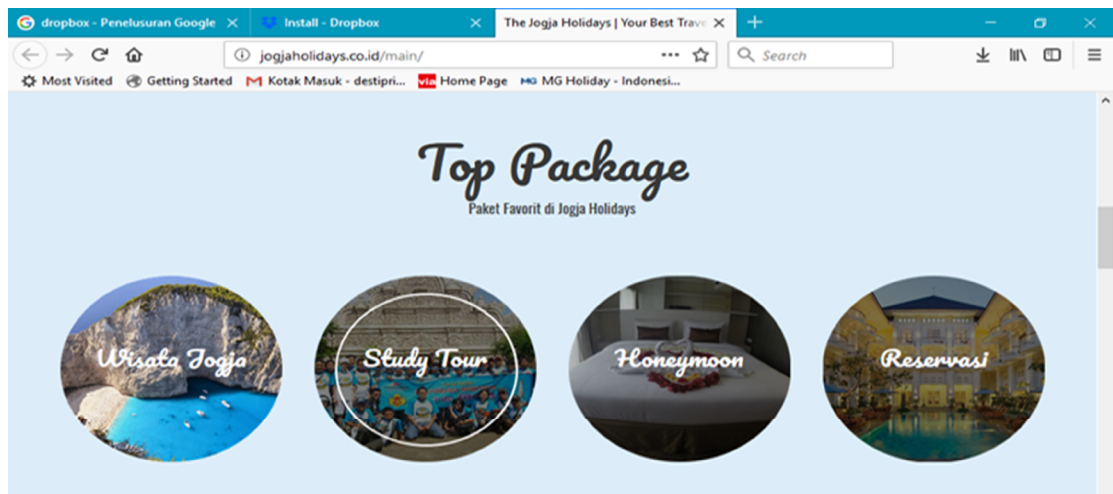 dropbox - Penelusuran Google
Install - Dropbox
The Jogja Holidays | Your Best Trave
jogjaholidays.co.id/main/
Search
Most Visited
Getting Started
Kotak Masuk - destipri...
via Home Page
MG MG Holiday - Indonesi...
Top Package
Paket Favorit di Jogja Holidays
Wisata Jogja
Study Tour
Honeymoon
Reservasi